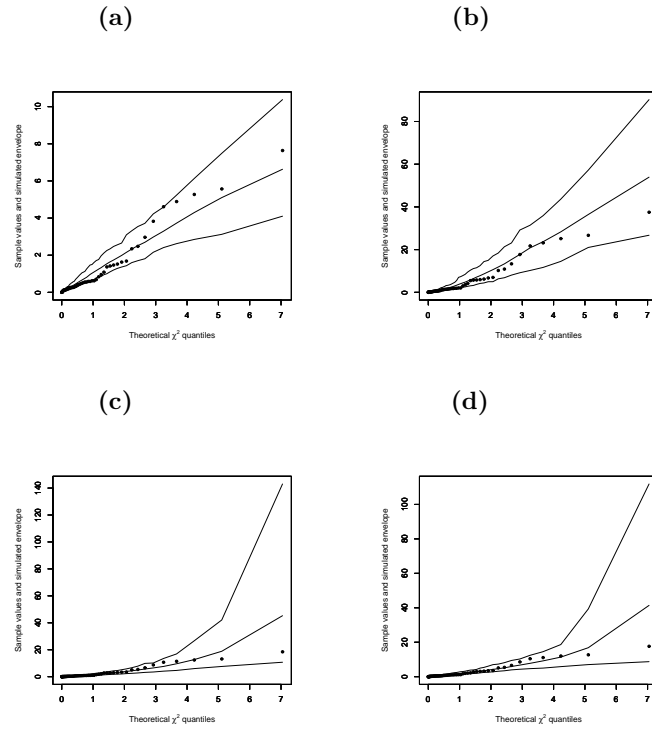 (a)
(b)
Sample values and simulated envelope
0 2 4 6 8 10
0 1 2 3 4 5 6 7
Theoretical χ² quantiles
Sample values and simulated envelope
0 20 40 60 80
0 1 2 3 4 5 6 7
Theoretical χ² quantiles
(c)
(d)
Sample values and simulated envelope
0 20 40 60 80 100 120 140
0 1 2 3 4 5 6 7
Theoretical χ² quantiles
Sample values and simulated envelope
0 20 40 60 80 100
0 1 2 3 4 5 6 7
Theoretical χ² quantiles